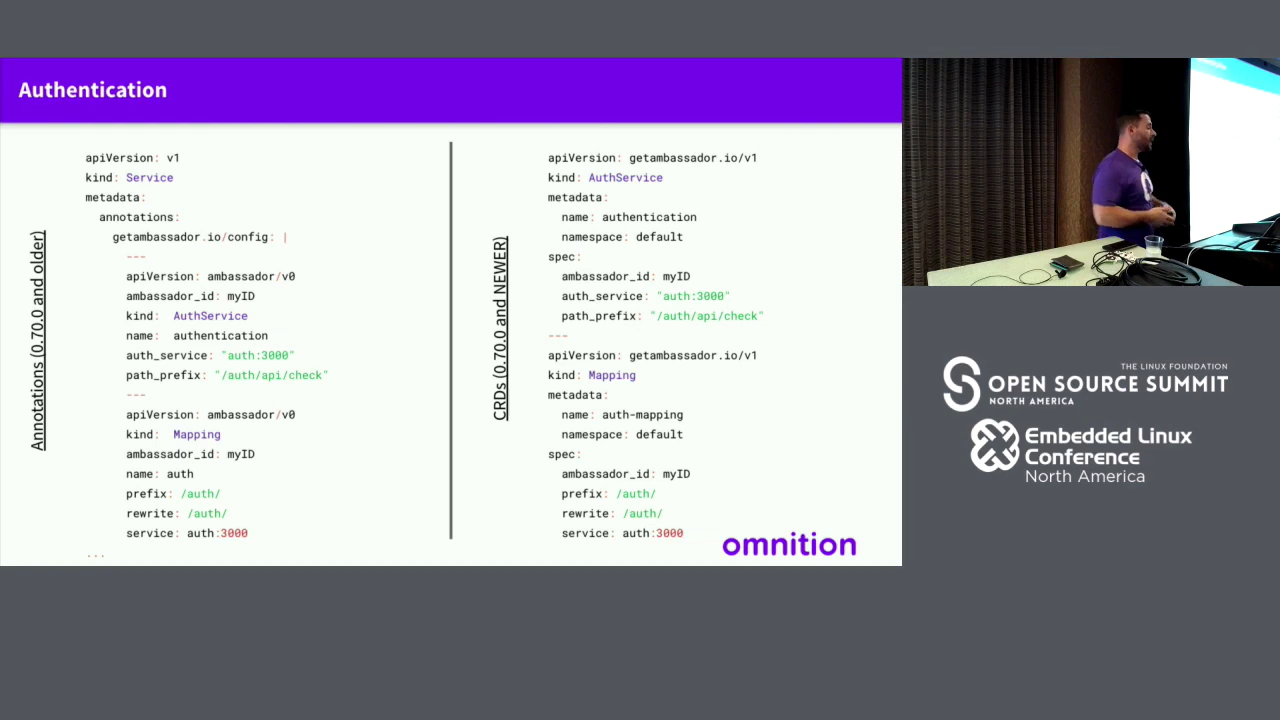 Authentication
Annotations (0.70.0 and older)
apiVersion: v1
kind: Service
metadata:
annotations:
getambassador.io/config: |
---
apiVersion: ambassador/v0
ambassador_id: myID
kind: AuthService
name: authentication
auth_service: "auth:3000"
path_prefix: "/auth/api/check"
---
apiVersion: ambassador/v0
kind: Mapping
ambassador_id: myID
name: auth
prefix: /auth/
rewrite: /auth/
service: auth:3000
...
CRDs (0.70.0 and NEWER)
apiVersion: getambassador.io/v1
kind: AuthService
metadata:
name: authentication
namespace: default
spec:
ambassador_id: myID
auth_service: "auth:3000"
path_prefix: "/auth/api/check"
---
apiVersion: getambassador.io/v1
kind: Mapping
metadata:
name: auth-mapping
namespace: default
spec:
ambassador_id: myID
prefix: /auth/
rewrite: /auth/
service: auth:3000
omnition
THE LINUX FOUNDATION
OPEN SOURCE SUMMIT
NORTH AMERICA
Embedded Linux
Conference
North America